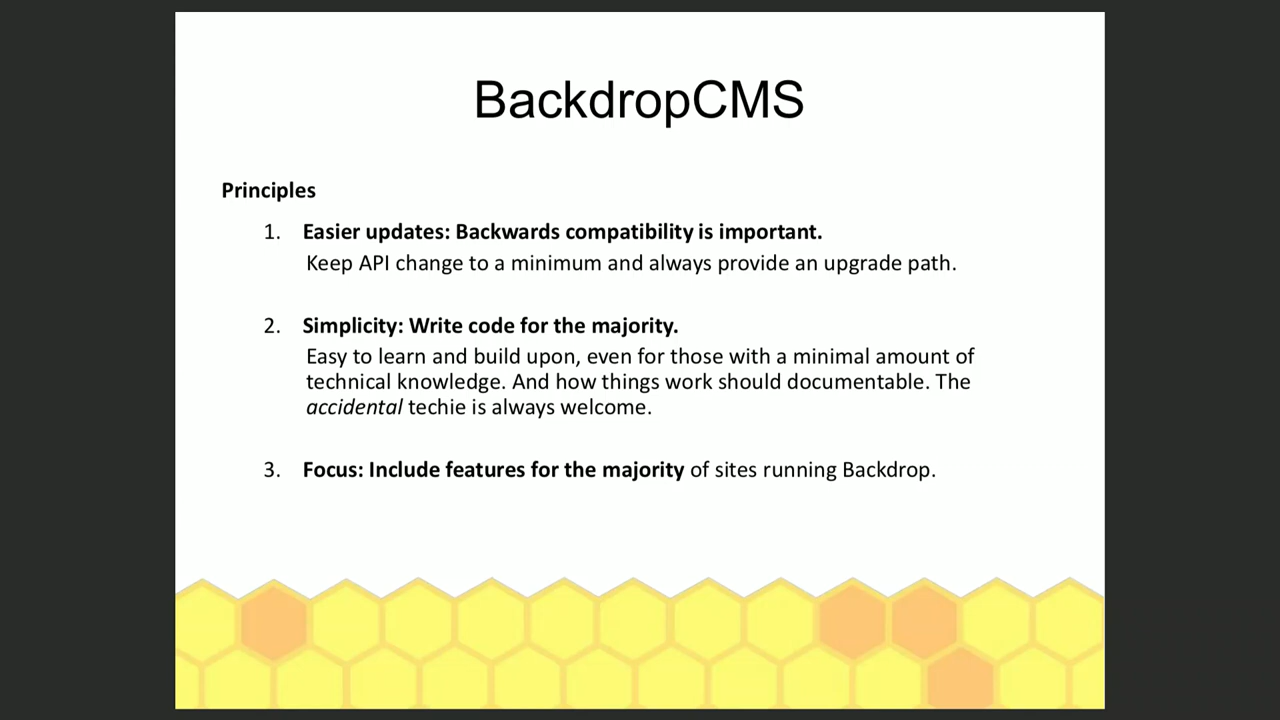 BackdropCMS
Principles
1. Easier updates: Backwards compatibility is important.
Keep API change to a minimum and always provide an upgrade path.
2. Simplicity: Write code for the majority.
Easy to learn and build upon, even for those with a minimal amount of
technical knowledge. And how things work should documentable. The
accidental techie is always welcome.
3. Focus: Include features for the majority of sites running Backdrop.